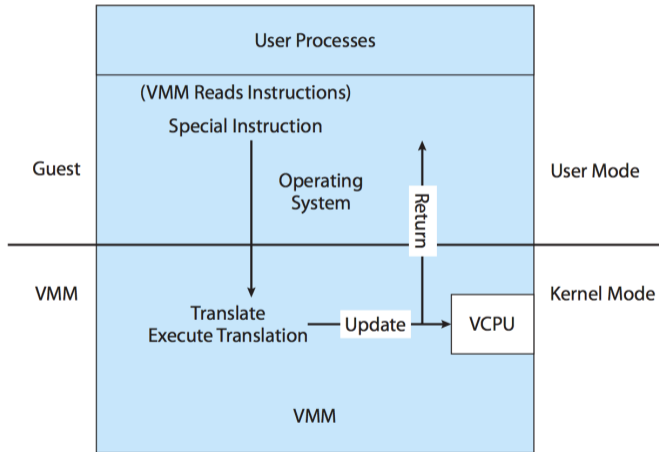 User Processes
(VMM Reads Instructions)
Special Instruction
Guest
Operating
System
Return
User Mode
VMM
Kernel Mode
Translate
Execute Translation
Update
VCPU
VMM